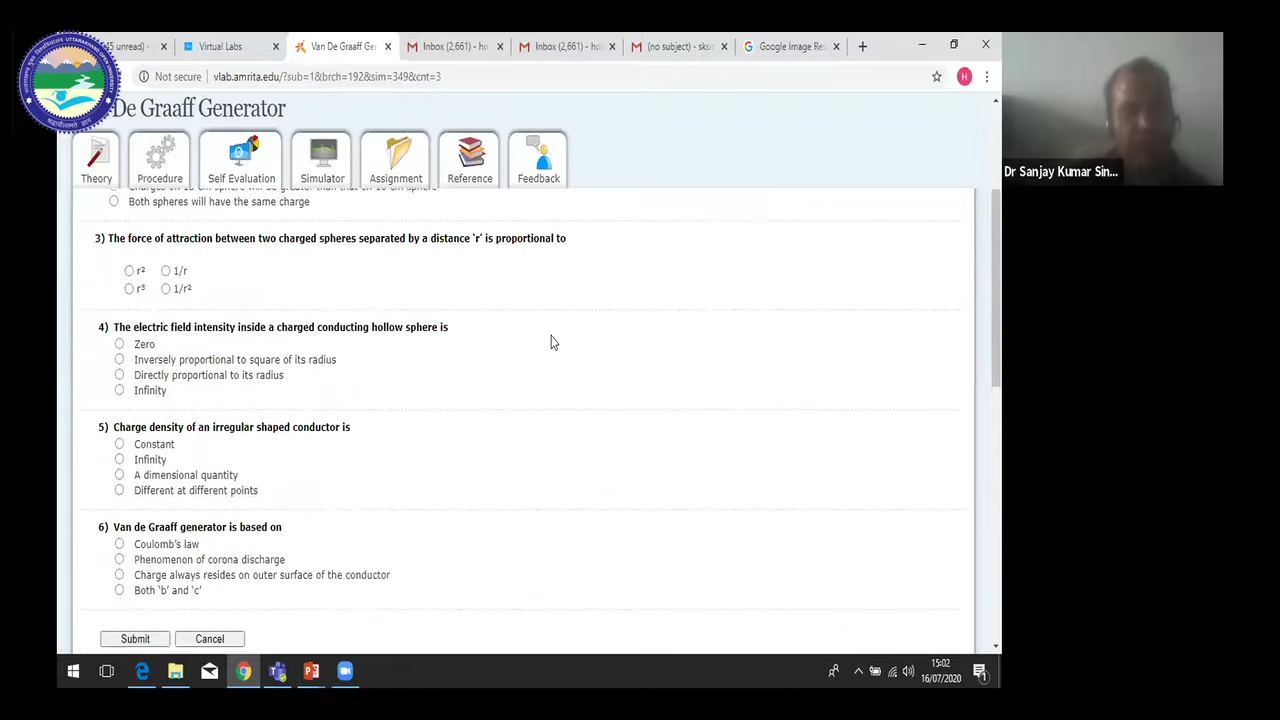 45 unread) -
Virtual Labs
Van De Graaff Ger
Inbox (2,661) - ho
Inbox (2,661) - ho
(no subject) - sksr
Google Image Re
Not secure
vlab.amrita.edu/?sub=1&brch=192&sim=349&cnt=3
H
De Graaff Generator
Theory
Procedure
Self Evaluation
Simulator
Assignment
Reference
Feedback
Dr Sanjay Kumar Sin...
Both spheres will have the same charge
3) The force of attraction between two charged spheres separated by a distance ‘r’ is proportional to
r² 1/r
r³ 1/r²
4) The electric field intensity inside a charged conducting hollow sphere is
Zero
Inversely proportional to square of its radius
Directly proportional to its radius
Infinity
5) Charge density of an irregular shaped conductor is
Constant
Infinity
A dimensional quantity
Different at different points
6) Van de Graaff generator is based on
Coulomb’s law
Phenomenon of corona discharge
Charge always resides on outer surface of the conductor
Both ‘b’ and ‘c’
Submit
Cancel
15:02
16/07/2020